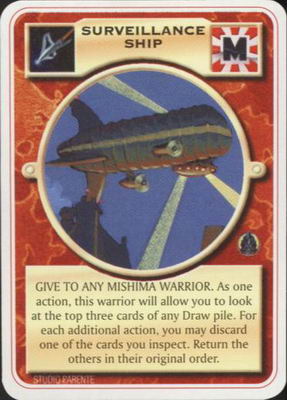 SURVEILLANCE
SHIP
M
GIVE TO ANY MISHIMA WARRIOR. As one
action, this warrior will allow you to look
at the top three cards of any Draw pile. For
each additional action, you may discard
one of the cards you inspect. Return the
others in their original order.
STUDIO PARENTE